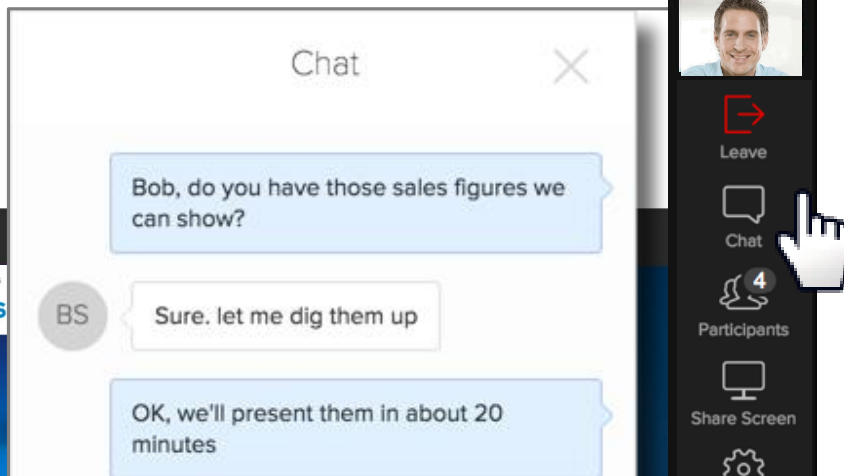 Chat
Bob, do you have those sales figures we
can show?
BS
Sure. let me dig them up
OK, we'll present them in about 20
minutes
Leave
Chat
4
Participants
Share Screen